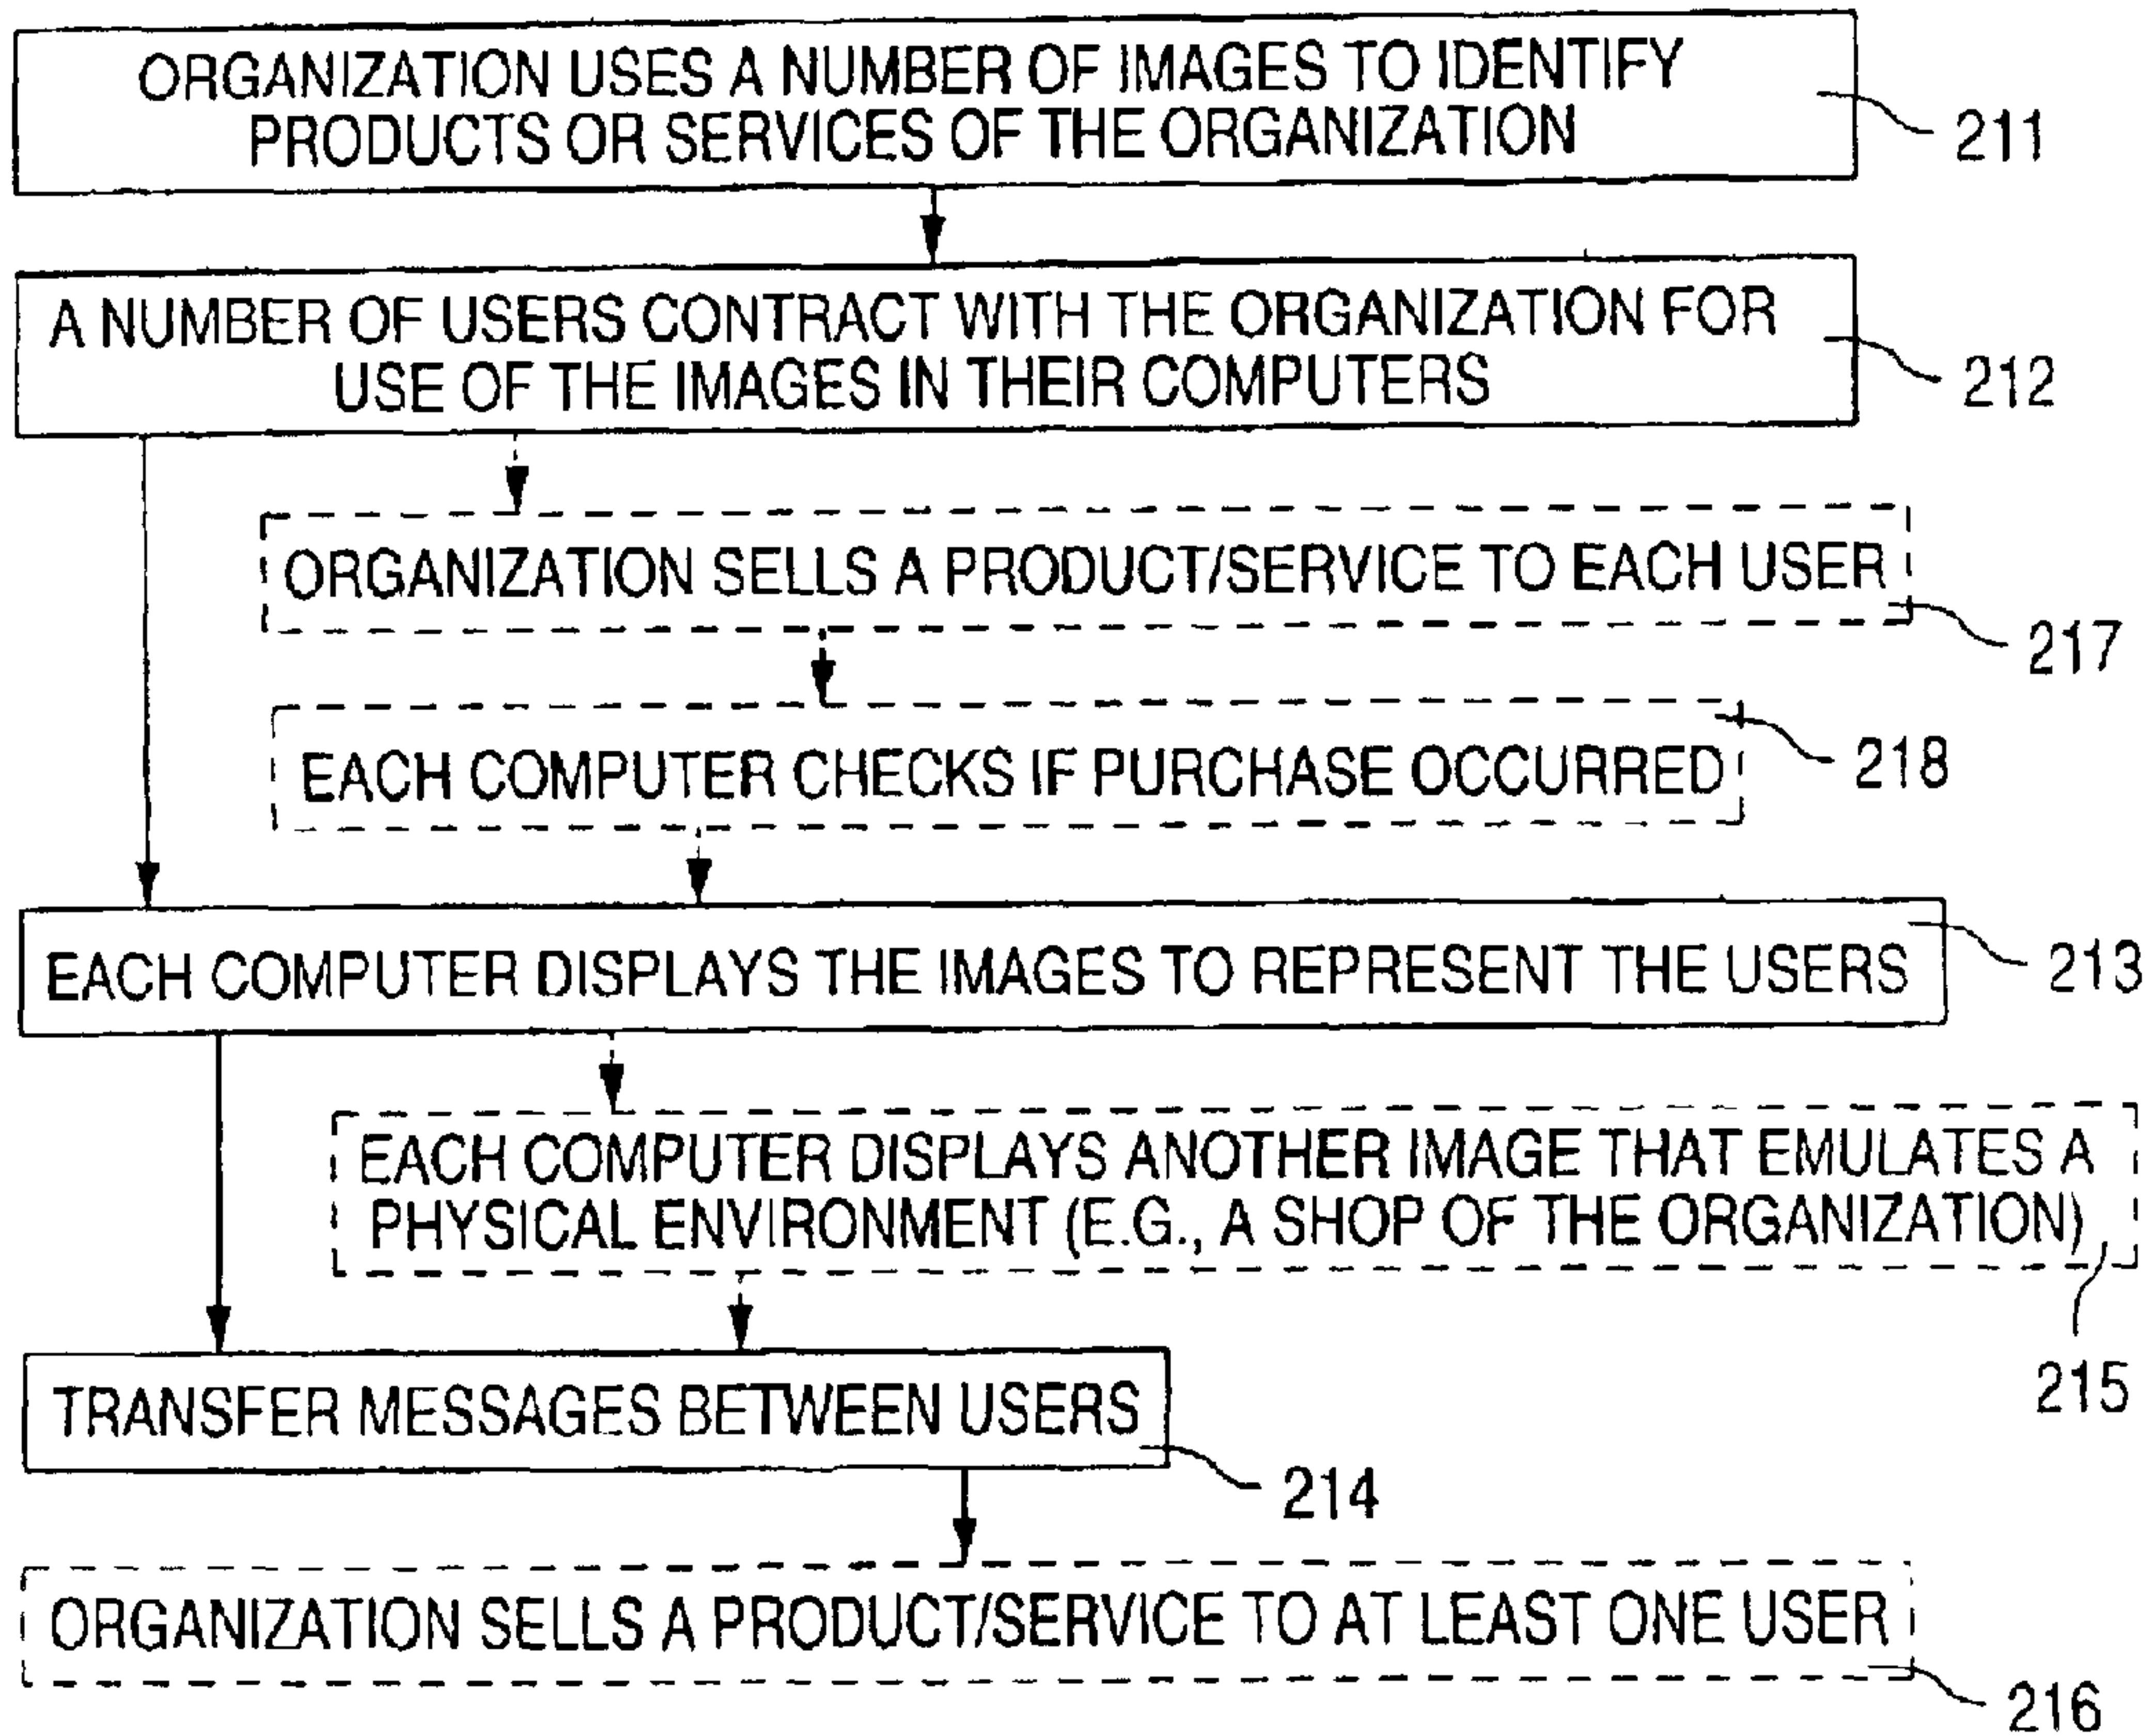 ORGANIZATION USES A NUMBER OF IMAGES TO IDENTIFY
PRODUCTS OR SERVICES OF THE ORGANIZATION
211
A NUMBER OF USERS CONTRACT WITH THE ORGANIZATION FOR
USE OF THE IMAGES IN THEIR COMPUTERS
212
ORGANIZATION SELLS A PRODUCT/SERVICE TO EACH USER
217
EACH COMPUTER CHECKS IF PURCHASE OCCURRED
218
EACH COMPUTER DISPLAYS THE IMAGES TO REPRESENT THE USERS
213
EACH COMPUTER DISPLAYS ANOTHER IMAGE THAT EMULATES A
PHYSICAL ENVIRONMENT (E.G., A SHOP OF THE ORGANIZATION)
215
TRANSFER MESSAGES BETWEEN USERS
214
ORGANIZATION SELLS A PRODUCT/SERVICE TO AT LEAST ONE USER
216